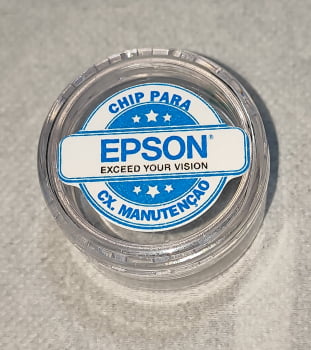 CHIP PARA
EPSON®
EXCEED YOUR VISION
CX. MANUTENÇÃO